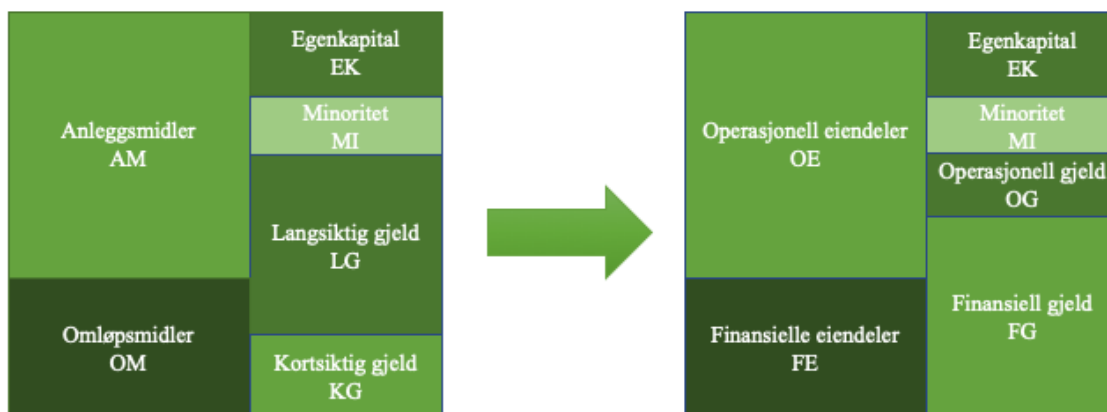 Anleggsmidler
AM
Omløpsmidler
OM
Egenkapital
EK
Minoritet
MI
Langsiktig gjeld
LG
Kortsiktig gjeld
KG
Operasjonell eiendeler
OE
Finansielle eiendeler
FE
Egenkapital
EK
Minoritet
MI
Operasjonell gjeld
OG
Finansiell gjeld
FG